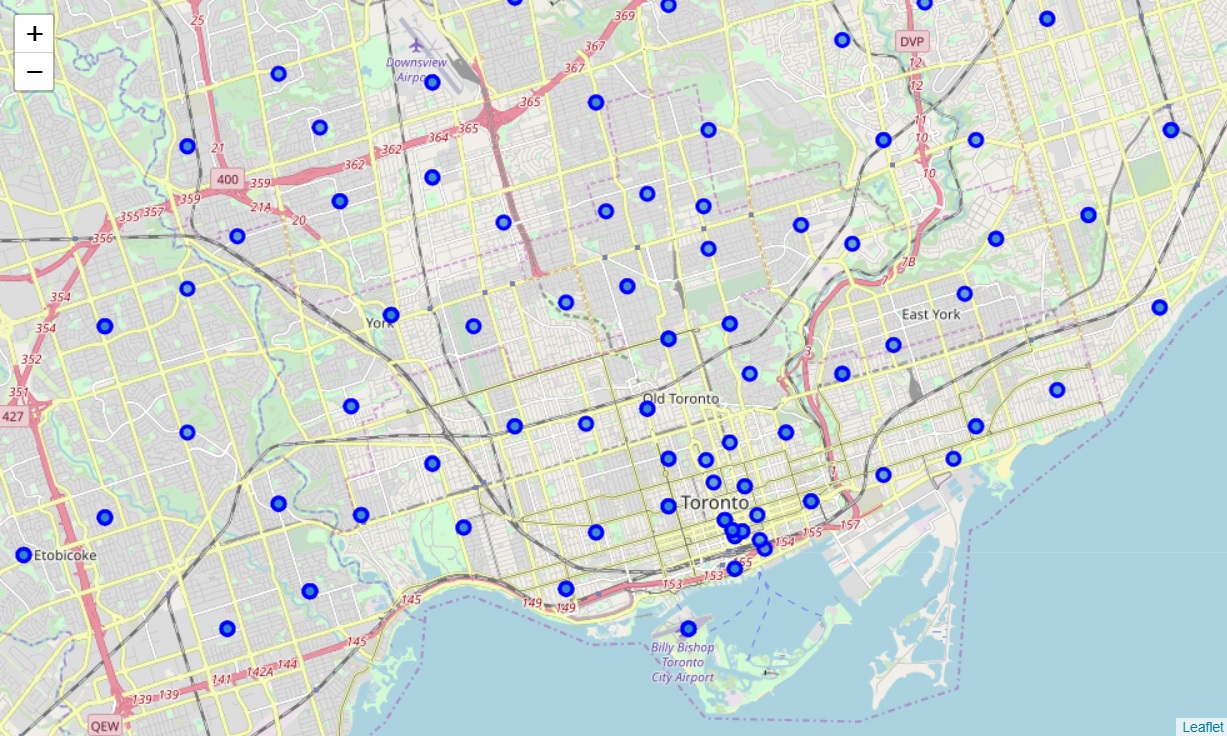 +
−
25
369
367
DVP
Downsview
Airpo
367
12
12
365
365
364
362
362
11
10
21
10
400
359
359
21A
20
357
355
356
7B
7
354
York
East York
354
3
352
351
427
Old Toronto
1
Toronto
157
155
154
Etobicoke
155
153
153
145
149
149
145
144
142A
141
139
139
QEW
Billy Bishop
Toronto
City Airport
Leaflet